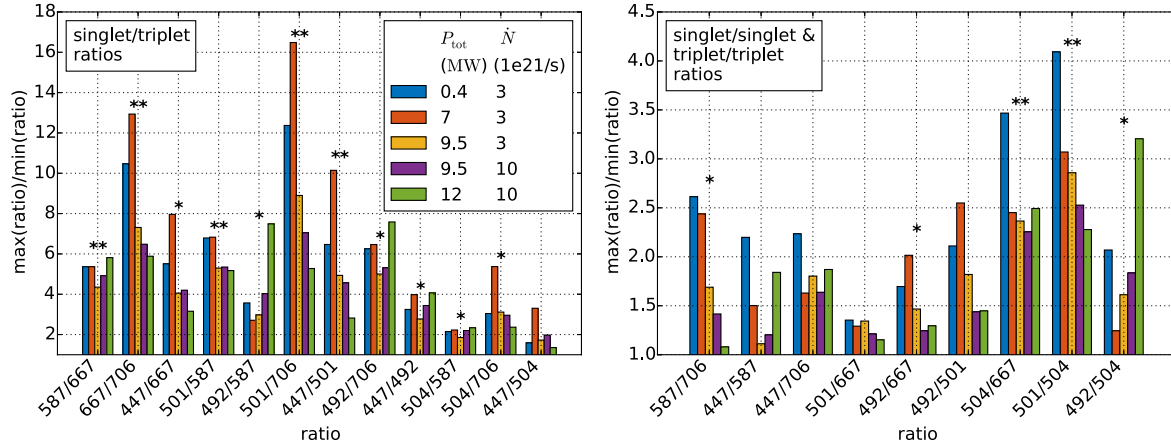 18
16
14
12
10
8
6
4
2
max(ratio)/min(ratio)
singlet/triplet
ratios
P_tot Ṅ
(MW) (1e21/s)
0.4 3
7 3
9.5 3
9.5 10
12 10
** ** * ** * ** ** * * * *
587/667 667/706 447/667 501/587 492/587 501/706 447/501 492/706 447/492 504/587 504/706 447/504
ratio
4.5
4.0
3.5
3.0
2.5
2.0
1.5
1.0
max(ratio)/min(ratio)
singlet/singlet &
triplet/triplet
ratios
* * ** ** *
587/706 447/587 447/706 501/667 492/667 492/501 504/667 501/504 492/504
ratio